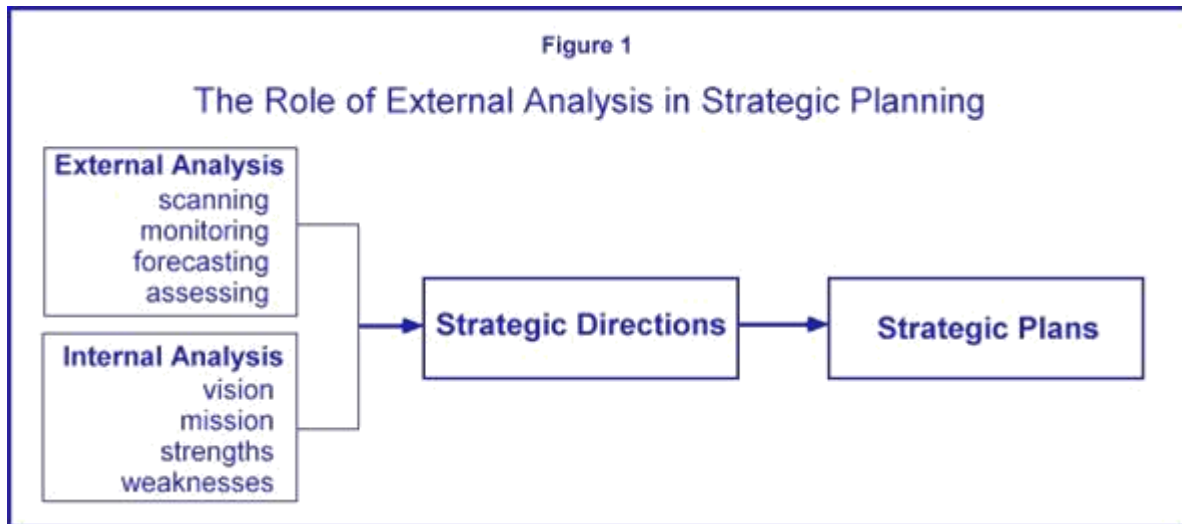 Figure 1
The Role of External Analysis in Strategic Planning
External Analysis
scanning
monitoring
forecasting
assessing
Internal Analysis
vision
mission
strengths
weaknesses
Strategic Directions
Strategic Plans